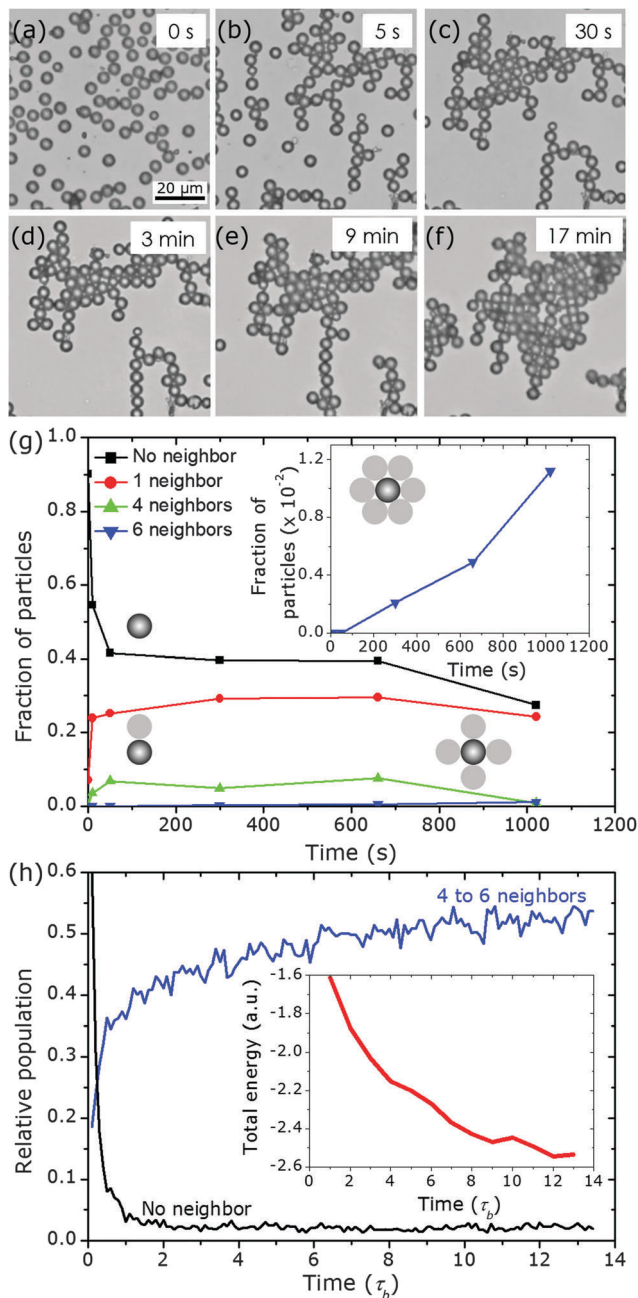 (a) 0 s
20 µm
(b) 5 s
(c) 30 s
(d) 3 min
(e) 9 min
(f) 17 min
(g)
Fraction of particles
1.0
0.8
0.6
0.4
0.2
0.0
No neighbor
1 neighbor
4 neighbors
6 neighbors
Fraction of
particles (x 10-2)
1.2
0.8
0.4
0.0
0 200 400 600 800 1000 1200
Time (s)
0 200 400 600 800 1000 1200
Time (s)
(h)
Relative population
0.6
0.5
0.4
0.3
0.2
0.1
0.0
4 to 6 neighbors
No neighbor
Total energy (a.u.)
-1.6
-1.8
-2.0
-2.2
-2.4
-2.6
0 2 4 6 8 10 12 14
Time (τb)
0 2 4 6 8 10 12 14
Time (τb)